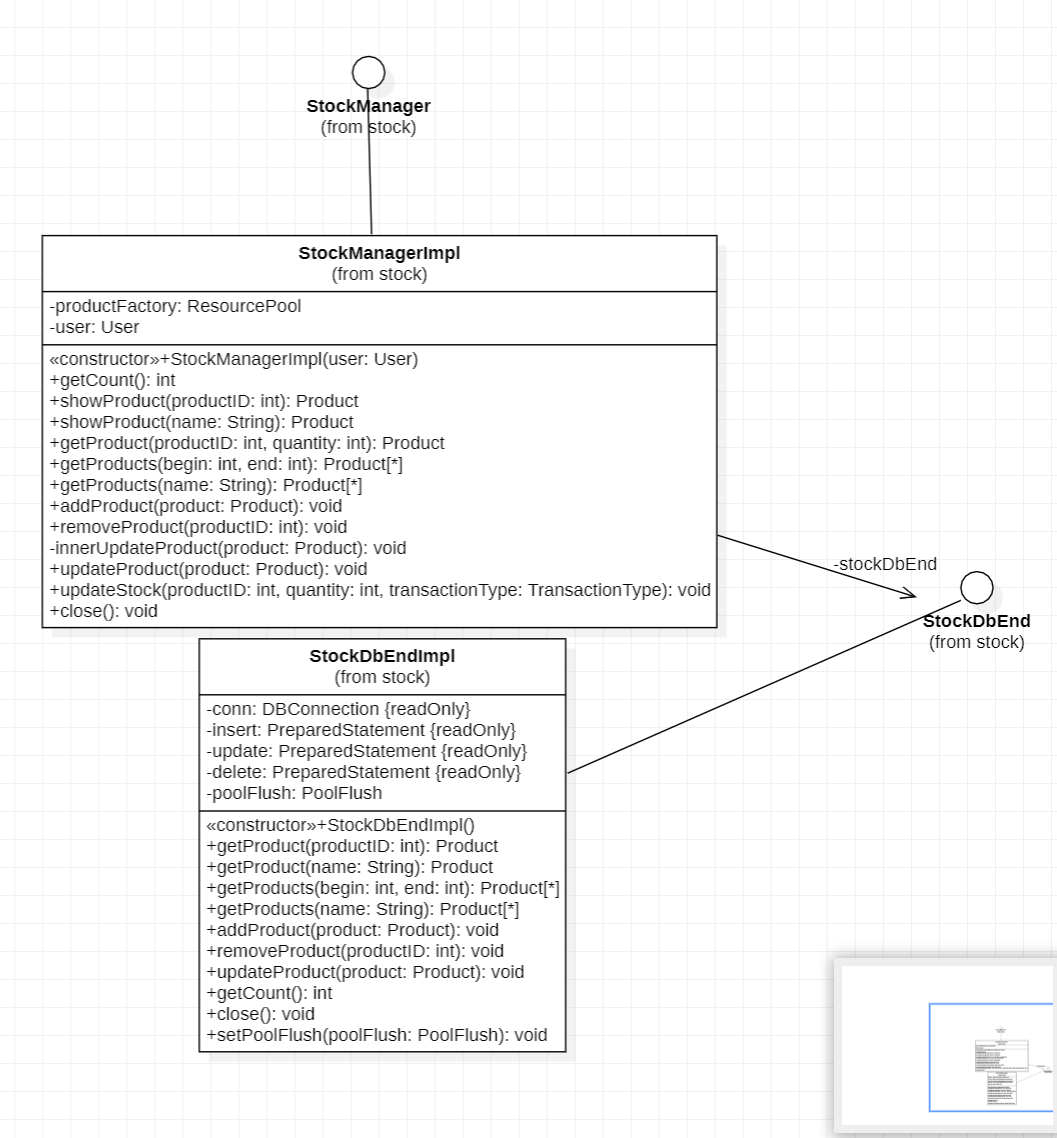 StockManager
(from stock)
StockManagerImpl
(from stock)
-productFactory: ResourcePool
-user: User
«constructor»+StockManagerImpl(user: User)
+getCount(): int
+showProduct(productID: int): Product
+showProduct(name: String): Product
+getProduct(productID: int, quantity: int): Product
+getProducts(begin: int, end: int): Product[*]
+getProducts(name: String): Product[*]
+addProduct(product: Product): void
+removeProduct(productID: int): void
-innerUpdateProduct(product: Product): void
+updateProduct(product: Product): void
+updateStock(productID: int, quantity: int, transactionType: TransactionType): void
+close(): void
-stockDbEnd
StockDbEnd
(from stock)
StockDbEndImpl
(from stock)
-conn: DBConnection {readOnly}
-insert: PreparedStatement {readOnly}
-update: PreparedStatement {readOnly}
-delete: PreparedStatement {readOnly}
-poolFlush: PoolFlush
«constructor»+StockDbEndImpl()
+getProduct(productID: int): Product
+getProduct(name: String): Product
+getProducts(begin: int, end: int): Product[*]
+getProducts(name: String): Product[*]
+addProduct(product: Product): void
+removeProduct(productID: int): void
+updateProduct(product: Product): void
+getCount(): int
+close(): void
+setPoolFlush(poolFlush: PoolFlush): void